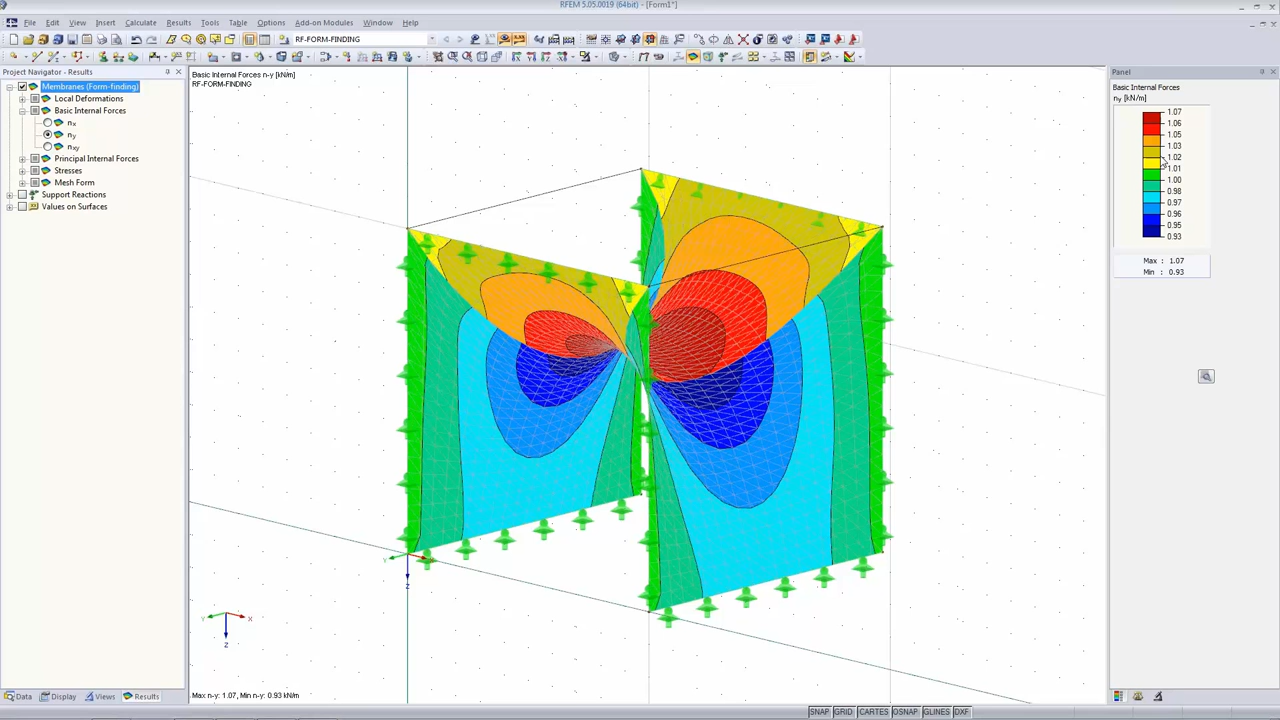 RFEM 5.05.0019 (64bit) - [Form1*]
File Edit View Insert Calculate Results Tools Table Options Add-on Modules Window Help
RF-FORM-FINDING
Project Navigator - Results
Membranes (Form-finding)
Local Deformations
Basic Internal Forces
nx
ny
nxy
Principal Internal Forces
Stresses
Mesh Form
Support Reactions
Values on Surfaces
Data Display Views Results
Basic Internal Forces n-y [kN/m]
RF-FORM-FINDING
Y
Z
Y X
Z
Max n-y: 1.07, Min n-y: 0.93 kN/m
Panel
Basic Internal Forces
ny [kN/m]
1.07
1.06
1.05
1.03
1.02
1.01
1.00
0.98
0.97
0.96
0.95
0.93
Max : 1.07
Min : 0.93
SNAP GRID CARTES OSNAP GLINES DXF